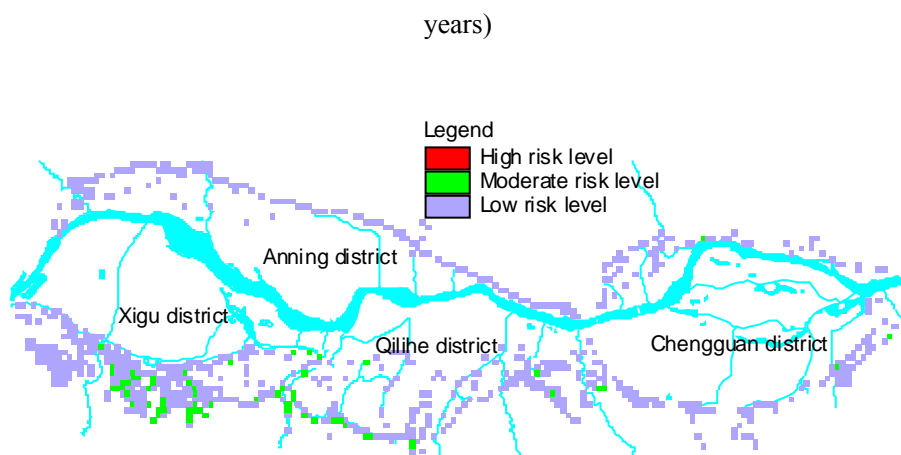 years)
Legend
High risk level
Moderate risk level
Low risk level
Anning district
Xigu district
Qilihe district
Chengguan district